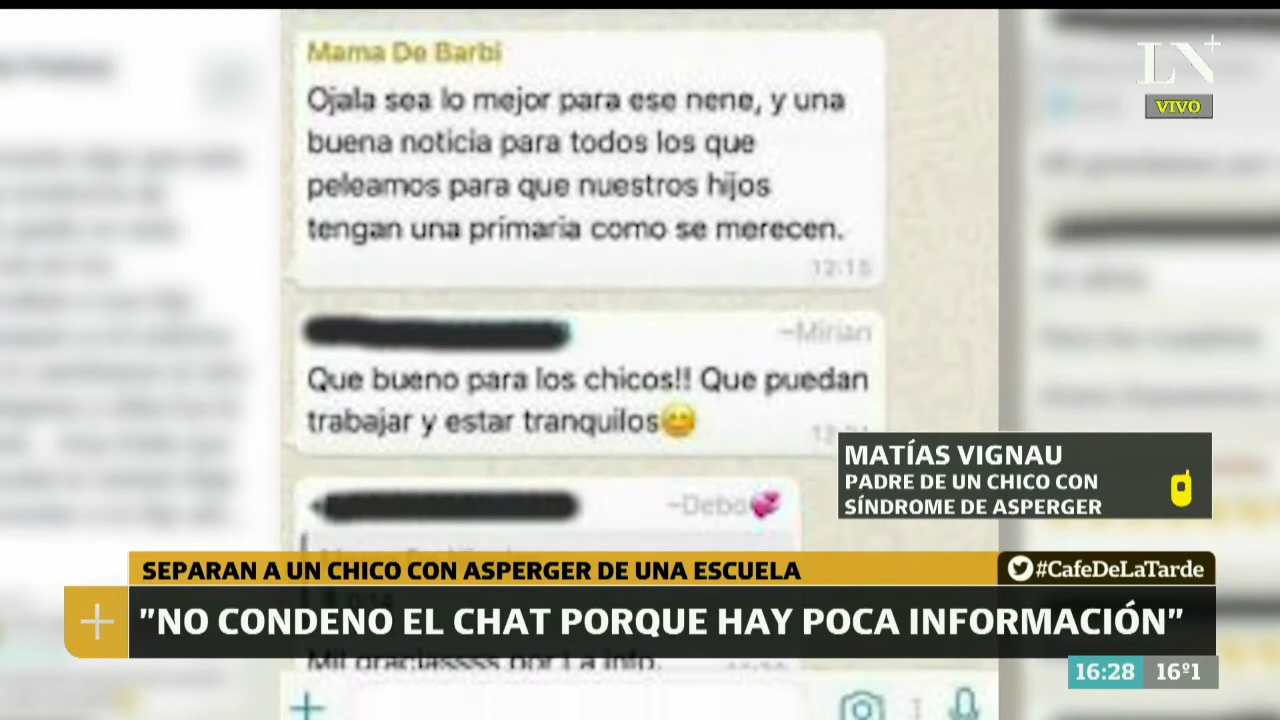 Mama De Barbi
Ojala sea lo mejor para ese nene, y una
buena noticia para todos los que
peleamos para que nuestros hijos
tengan una primaria como se merecen.
12:15
~Mirian
Que bueno para los chicos!! Que puedan
trabajar y estar tranquilos😊
~Debo💞
Mil graciassss por La info.
LN+
VIVO
MATÍAS VIGNAU
PADRE DE UN CHICO CON
SÍNDROME DE ASPERGER
SEPARAN A UN CHICO CON ASPERGER DE UNA ESCUELA
#CafeDeLaTarde
"NO CONDENO EL CHAT PORQUE HAY POCA INFORMACIÓN"
16:28 16º1